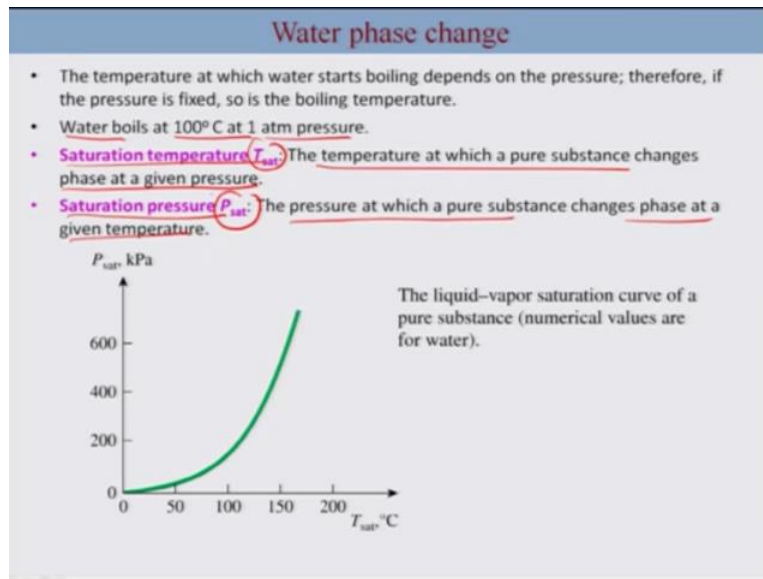 Water phase change
• The temperature at which water starts boiling depends on the pressure; therefore, if
the pressure is fixed, so is the boiling temperature.
• Water boils at 100º C at 1 atm pressure.
• Saturation temperature Tsat: The temperature at which a pure substance changes
phase at a given pressure.
• Saturation pressure Psat: The pressure at which a pure substance changes phase at a
given temperature.
Psat, kPa
The liquid–vapor saturation curve of a
pure substance (numerical values are
for water).
600
400
200
0
0 50 100 150 200
Tsat, °C